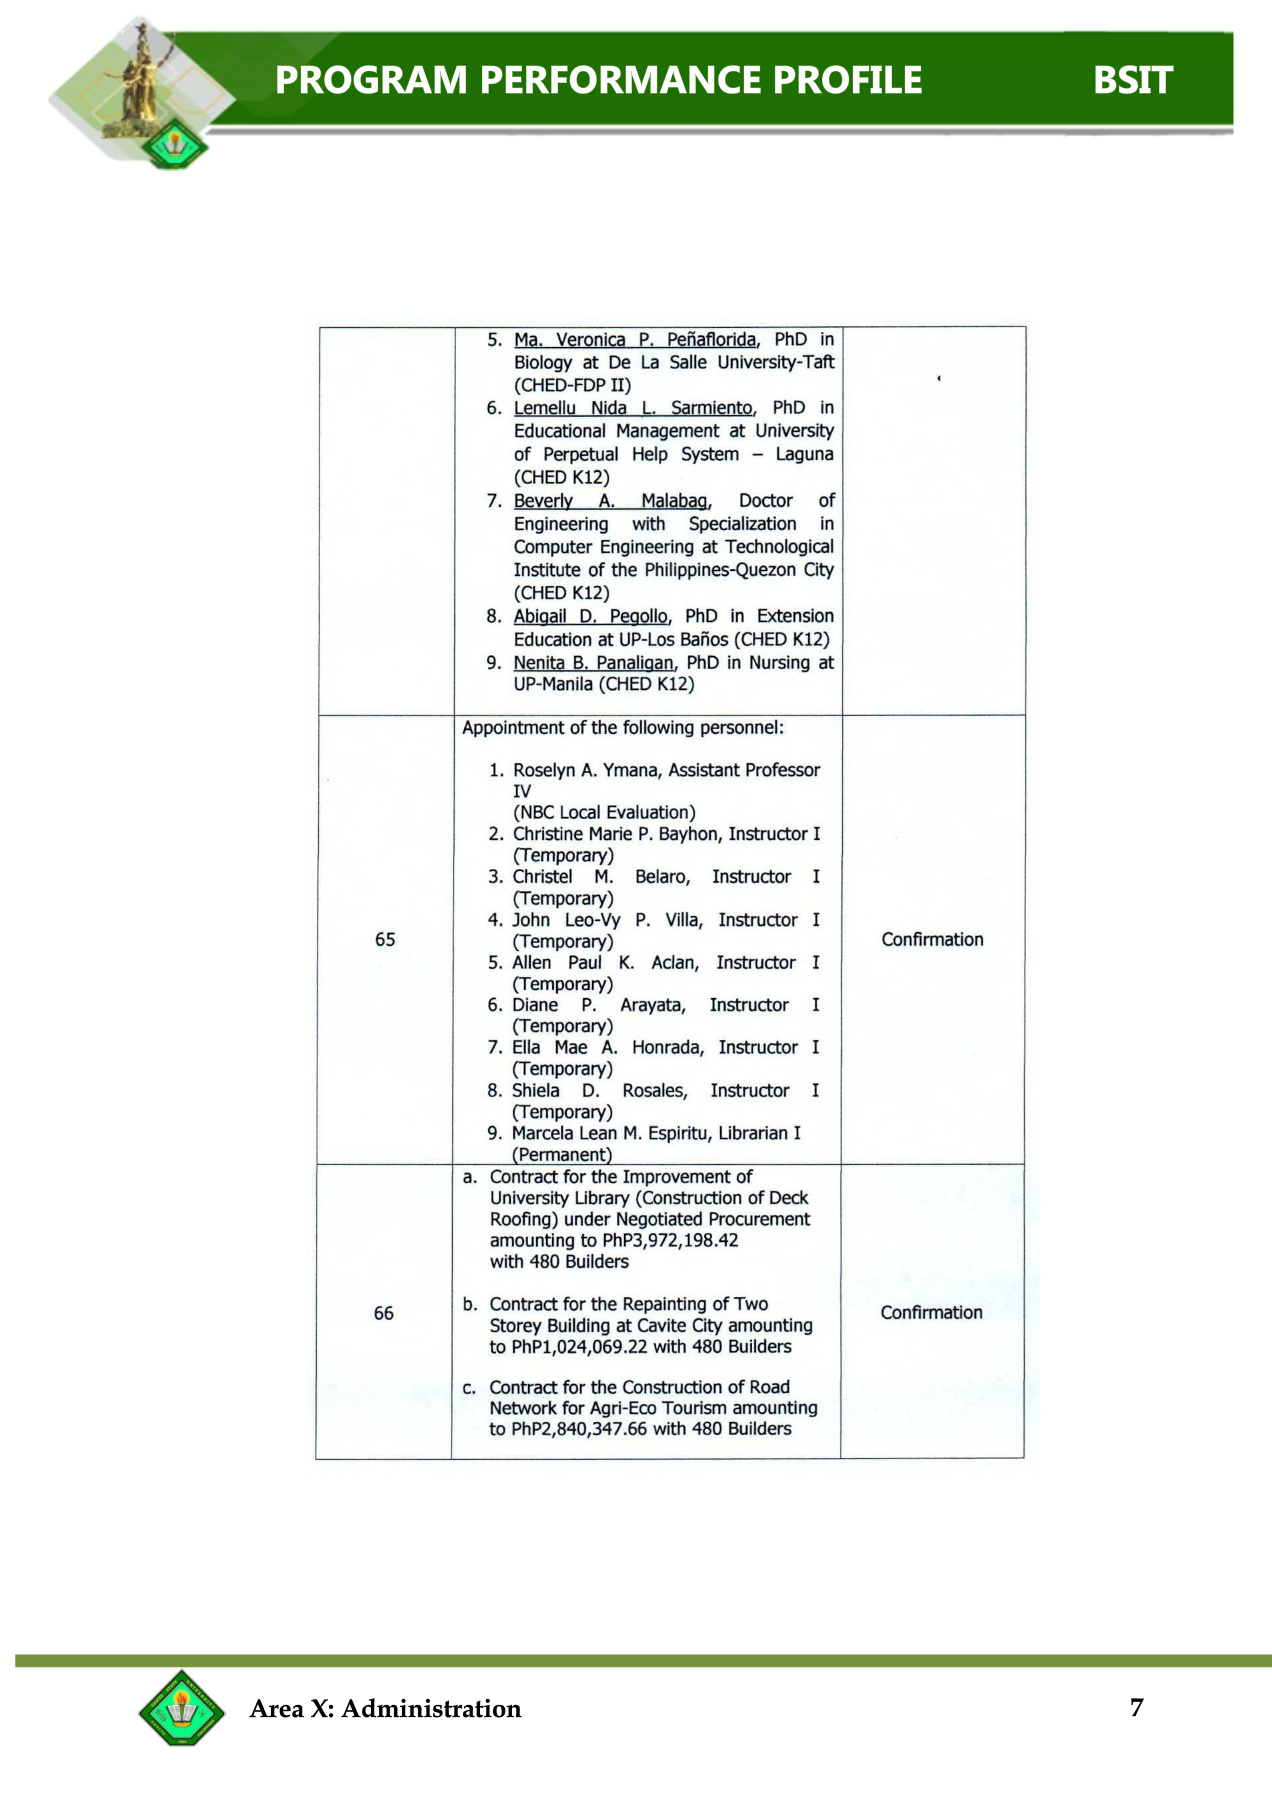 PROGRAM PERFORMANCE PROFILE BSIT
5. Ma. Veronica P. Peñaflorida, PhD in
Biology at De La Salle University-Taft
(CHED-FDP II)
6. Lemellu Nida L. Sarmiento, PhD in
Educational Management at University
of Perpetual Help System – Laguna
(CHED K12)
7. Beverly A. Malabag, Doctor of
Engineering with Specialization in
Computer Engineering at Technological
Institute of the Philippines-Quezon City
(CHED K12)
8. Abigail D. Pegollo, PhD in Extension
Education at UP-Los Baños (CHED K12)
9. Nenita B. Panaligan, PhD in Nursing at
UP-Manila (CHED K12)
65
Appointment of the following personnel:
1. Roselyn A. Ymana, Assistant Professor
IV
(NBC Local Evaluation)
2. Christine Marie P. Bayhon, Instructor I
(Temporary)
3. Christel M. Belaro, Instructor I
(Temporary)
4. John Leo-Vy P. Villa, Instructor I
(Temporary)
5. Allen Paul K. Aclan, Instructor I
(Temporary)
6. Diane P. Arayata, Instructor I
(Temporary)
7. Ella Mae A. Honrada, Instructor I
(Temporary)
8. Shiela D. Rosales, Instructor I
(Temporary)
9. Marcela Lean M. Espiritu, Librarian I
(Permanent)
Confirmation
66
a. Contract for the Improvement of
University Library (Construction of Deck
Roofing) under Negotiated Procurement
amounting to PhP3,972,198.42
with 480 Builders
b. Contract for the Repainting of Two
Storey Building at Cavite City amounting
to PhP1,024,069.22 with 480 Builders
c. Contract for the Construction of Road
Network for Agri-Eco Tourism amounting
to PhP2,840,347.66 with 480 Builders
Confirmation
Area X: Administration 7